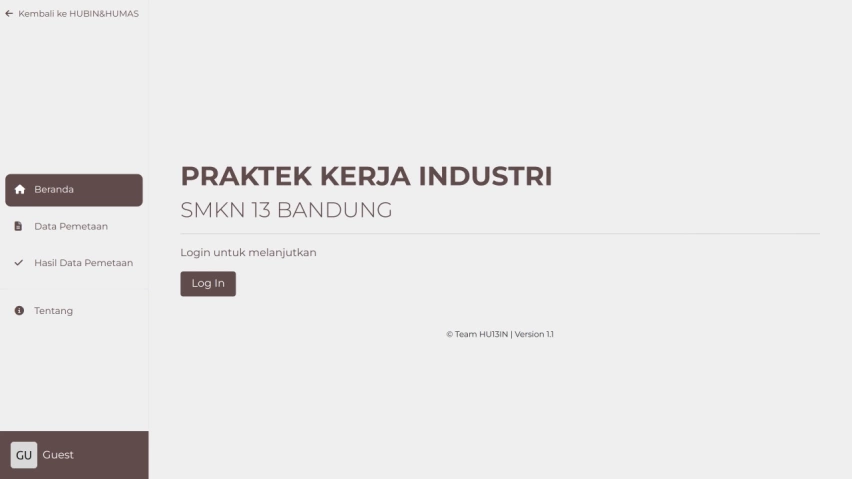 Kembali ke HUBIN&HUMAS
Beranda
Data Pemetaan
Hasil Data Pemetaan
Tentang
GU Guest
PRAKTEK KERJA INDUSTRI
SMKN 13 BANDUNG
Login untuk melanjutkan
Log In
© Team HU13IN | Version 1.1